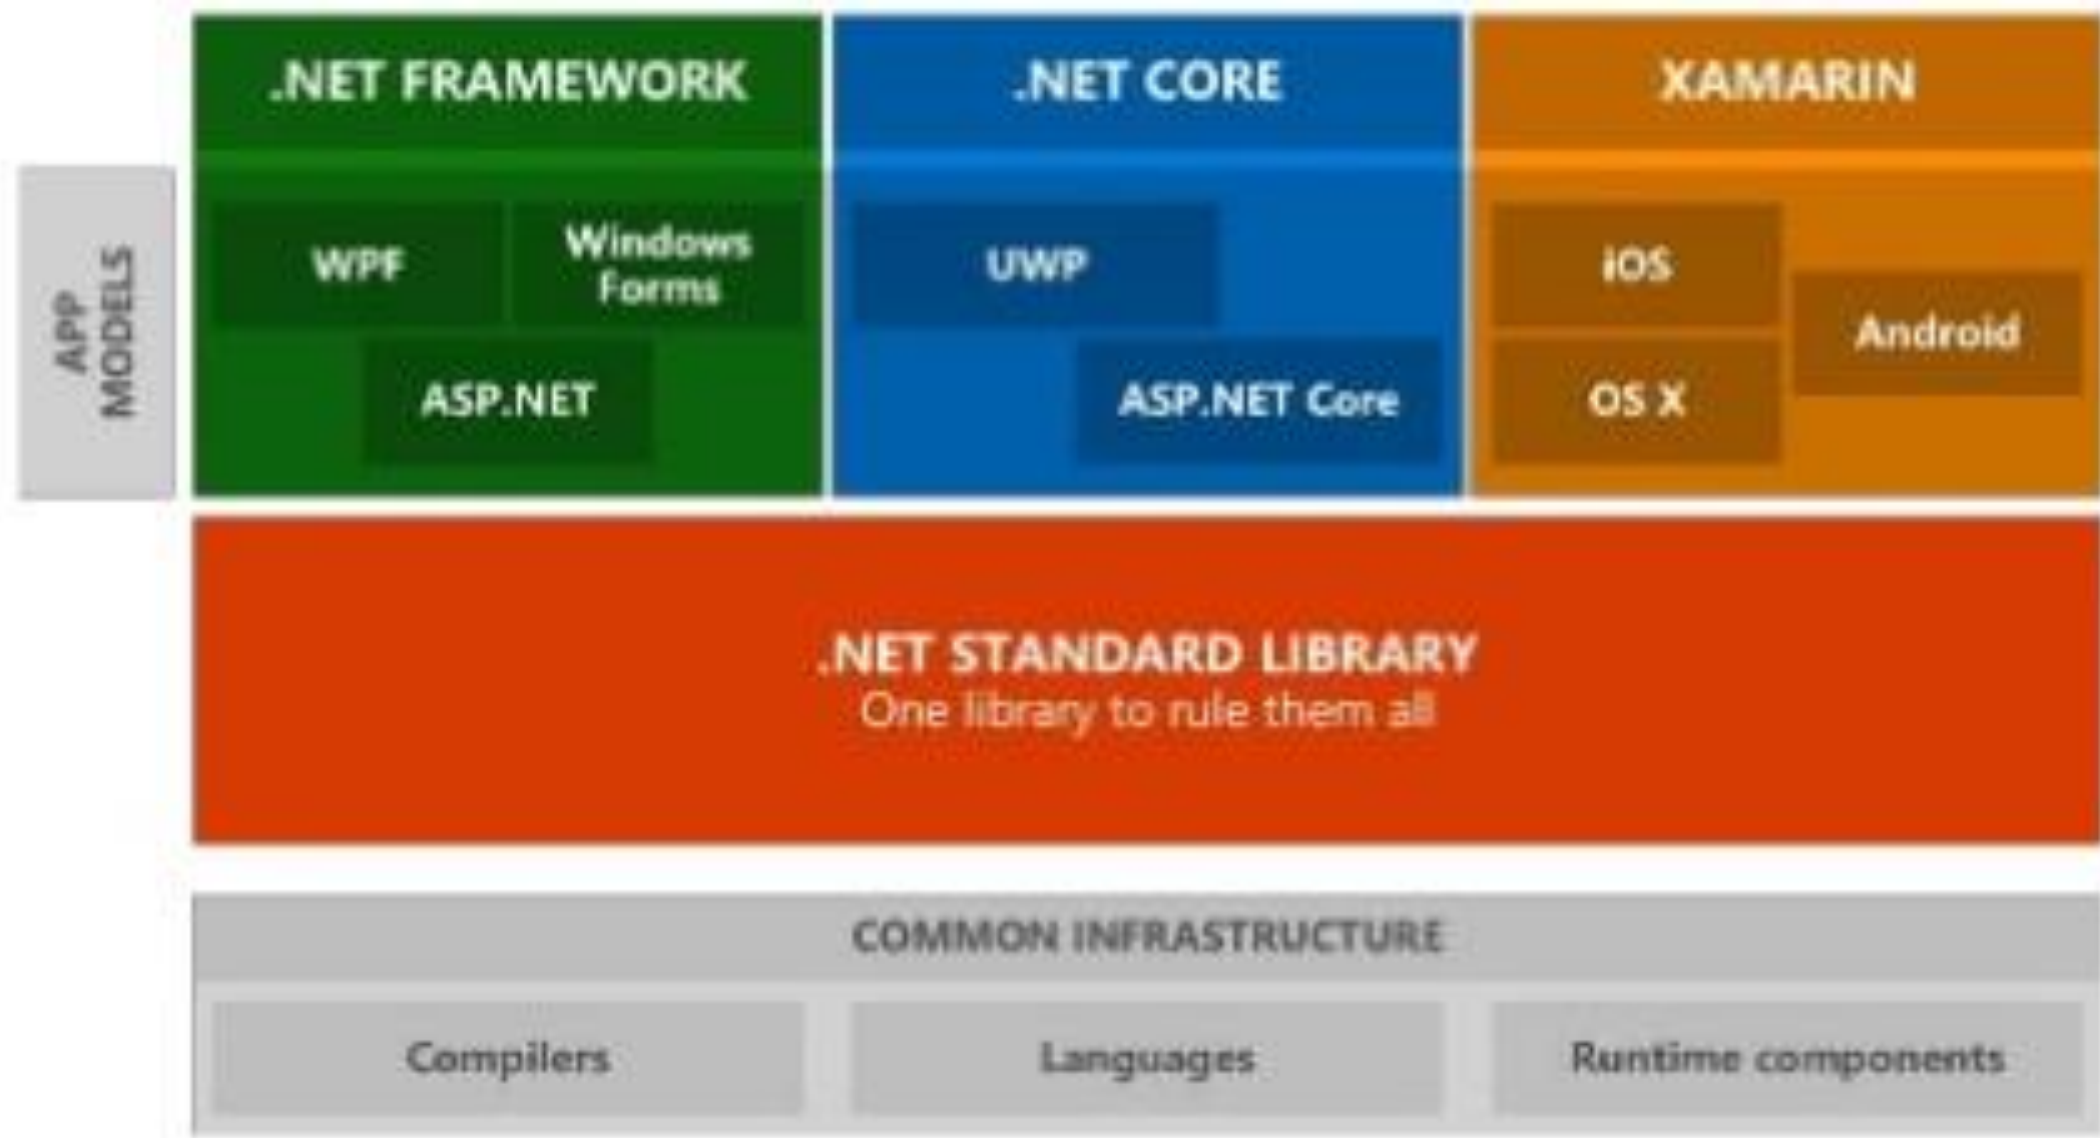 .NET FRAMEWORK
.NET CORE
XAMARIN
APP
MODELS
WPF
Windows
Forms
ASP.NET
UWP
ASP.NET Core
iOS
Android
OS X
.NET STANDARD LIBRARY
One library to rule them all
COMMON INFRASTRUCTURE
Compilers
Languages
Runtime components